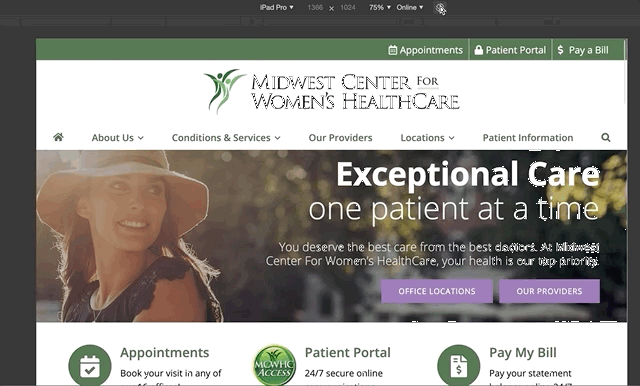 iPad Pro ▼ 1366 × 1024 75% ▼ Online ▼
Appointments Patient Portal $ Pay a Bill
MIDWEST CENTER FOR
WOMEN'S HEALTHCARE
About Us Conditions & Services Our Providers Locations Patient Information
Exceptional Care
one patient at a time
You deserve the best care from the best doctors. At Midwest
Center For Women's HealthCare, your health is our top priority.
OFFICE LOCATIONS OUR PROVIDERS
Appointments
Book your visit in any of
MCWHC
ACCESS
Patient Portal
24/7 secure online
Pay My Bill
Pay your statement